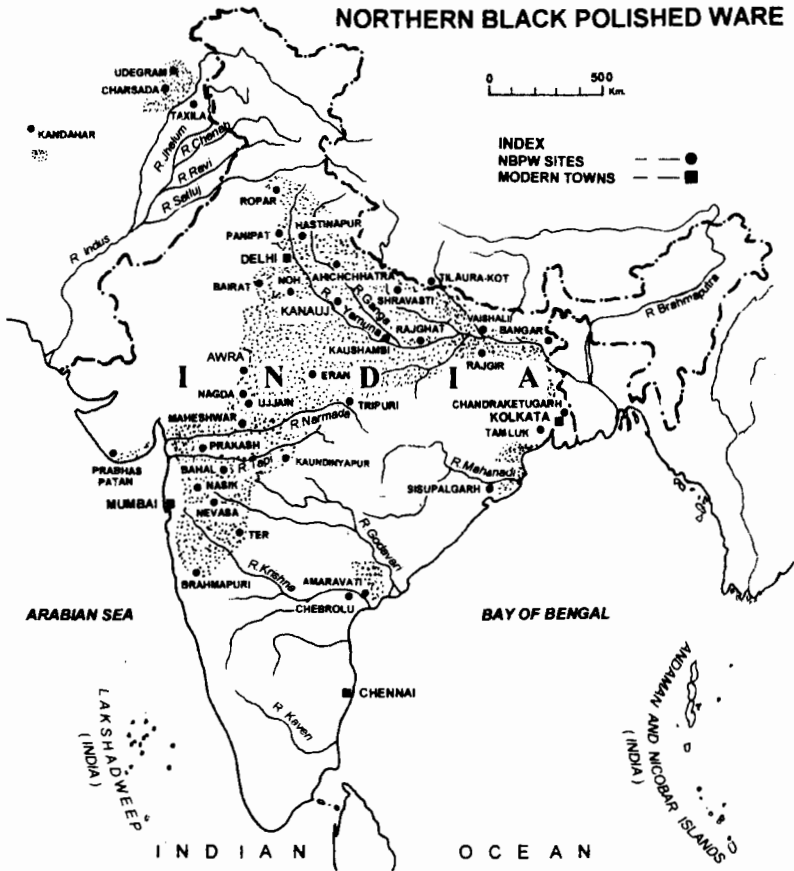 NORTHERN BLACK POLISHED WARE
0 500
Km.
INDEX
NBPW SITES
MODERN TOWNS
UDEGRAM
CHARSADA
TAXILA
KANDAHAR
R. Jhelum
R. Chenab
R. Ravi
R. Satluj
R Indus
ROPAR
PANIPAT
HASTINAPUR
DELHI
BAIRAT
NOH
AHICHCHHATRA
TILAURA-KOT
SHRAVASTI
R. Ganga
KANAUJ
R. Yamuna
RAJGHAT
VAISHALI
BANGAR
R Brahmaputra
KAUSHAMBI
RAJGIR
AWRA
I N D I A
ERAN
NAGDA
UJJAIN
TRIPURI
CHANDRAKETUGARH
KOLKATA
TAMLUK
MAHESHWAR
R. Narmada
PRAKASH
PRABHAS
PATAN
BAHAL
R. Tapi
KAUNDINYAPUR
R. Mahanadi
NASIK
SISUPALGARH
MUMBAI
NEVASA
TER
R. Godavari
R. Krishna
BRAHMAPURI
AMARAVATI
CHEBROLU
ARABIAN SEA
BAY OF BENGAL
CHENNAI
R. Kaveri
LAKSHADWEEP
(INDIA)
ANDAMAN AND NICOBAR ISLANDS
(INDIA)
INDIAN OCEAN